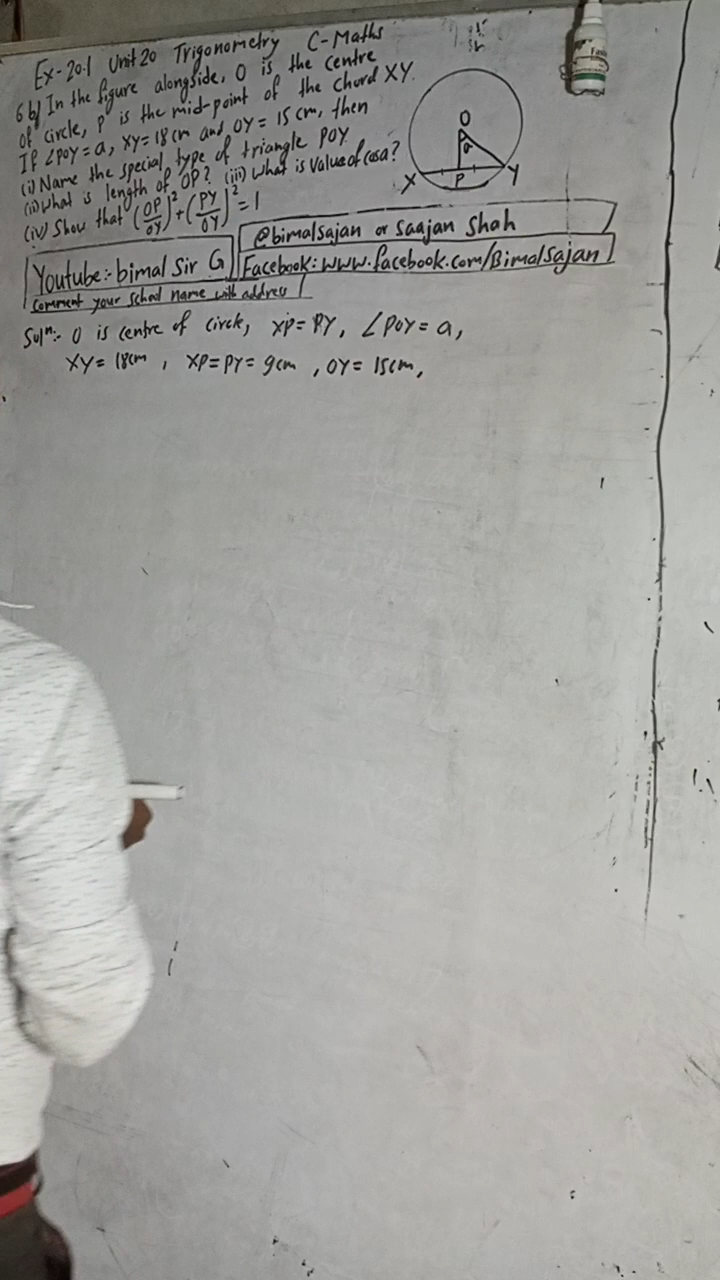 Ex-20.1 Unit 20 Trigonometry C-Maths
6 b) In the figure alongside, O is the centre
of circle, P is the mid-point of the chord XY.
If ∠POY = a, XY = 18 cm and OY = 15 cm, then
(i) Name the special type of triangle POY
(ii) What is length of OP? (iii) What is value of cos a?
(iv) Show that (OP/OY)² + (PY/OY)² = 1
O
a
X
P
Y
@bimalsajan or Saajan Shah
Youtube:- bimal Sir G
Facebook: www.facebook.com/BimalSajan
Comment your School name with address
Solⁿ:- O is centre of circle, XP = PY, ∠POY = a,
XY = 18cm , XP = PY = 9cm , OY = 15cm,